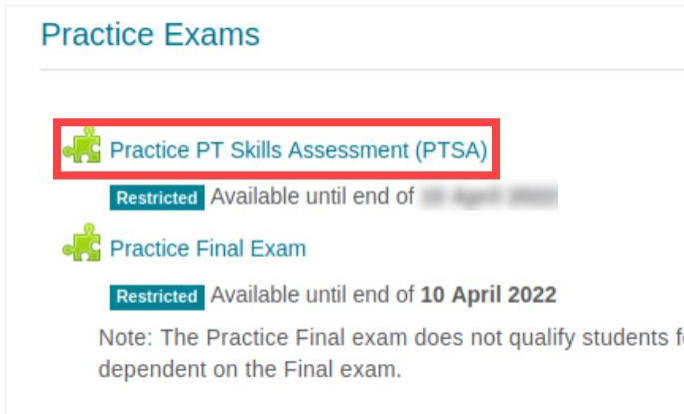 Practice Exams
Practice PT Skills Assessment (PTSA)
Restricted Available until end of
Practice Final Exam
Restricted Available until end of 10 April 2022
Note: The Practice Final exam does not qualify students
dependent on the Final exam.